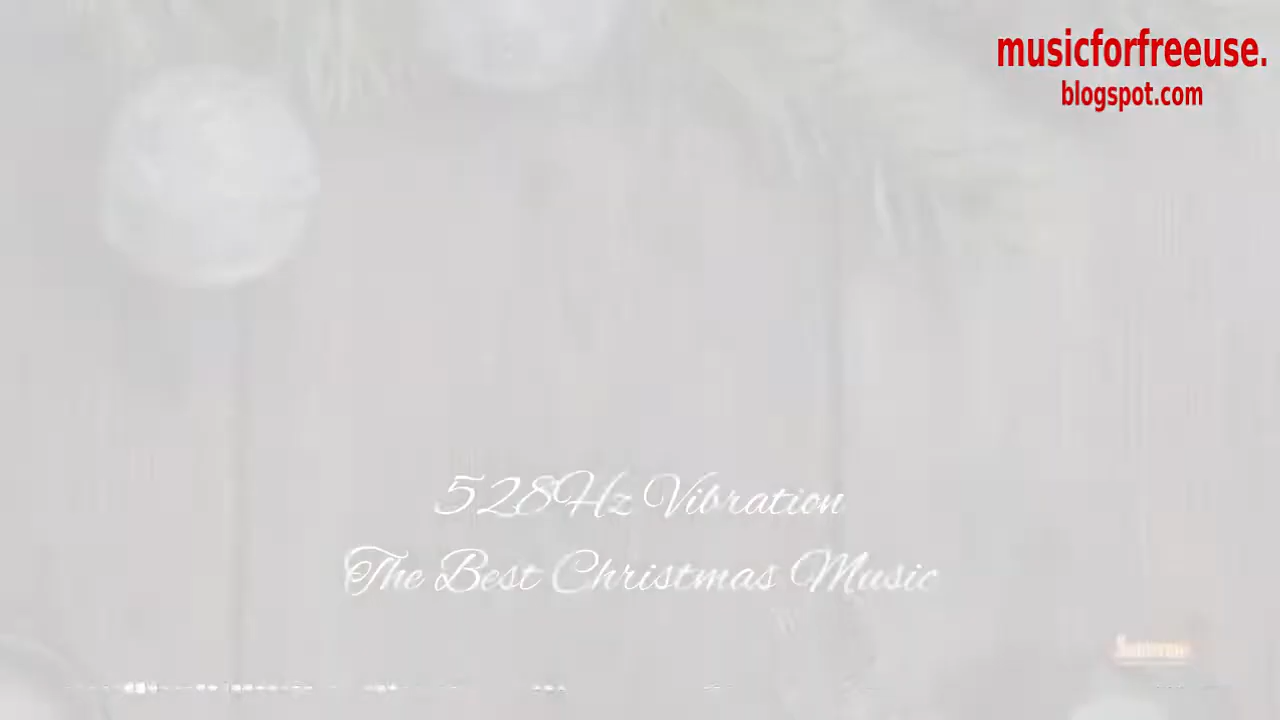 musicforfreeuse.
blogspot.com
528Hz Vibration
The Best Christmas Music